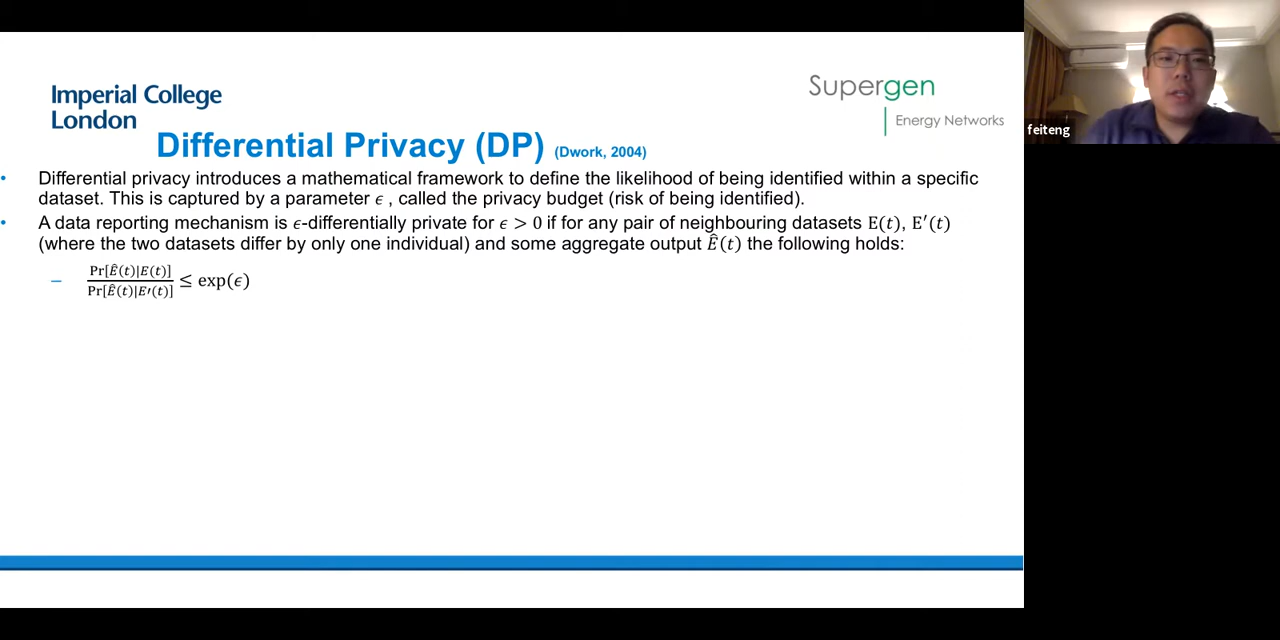 Imperial College
London
Supergen
Energy Networks
feiteng
Differential Privacy (DP) (Dwork, 2004)
• Differential privacy introduces a mathematical framework to define the likelihood of being identified within a specific
dataset. This is captured by a parameter ϵ , called the privacy budget (risk of being identified).
• A data reporting mechanism is ϵ-differentially private for ϵ > 0 if for any pair of neighbouring datasets E(t), E′(t)
(where the two datasets differ by only one individual) and some aggregate output Ê(t) the following holds:
– Pr[Ê(t)|E(t)] / Pr[Ê(t)|E′(t)] ≤ exp(ϵ)